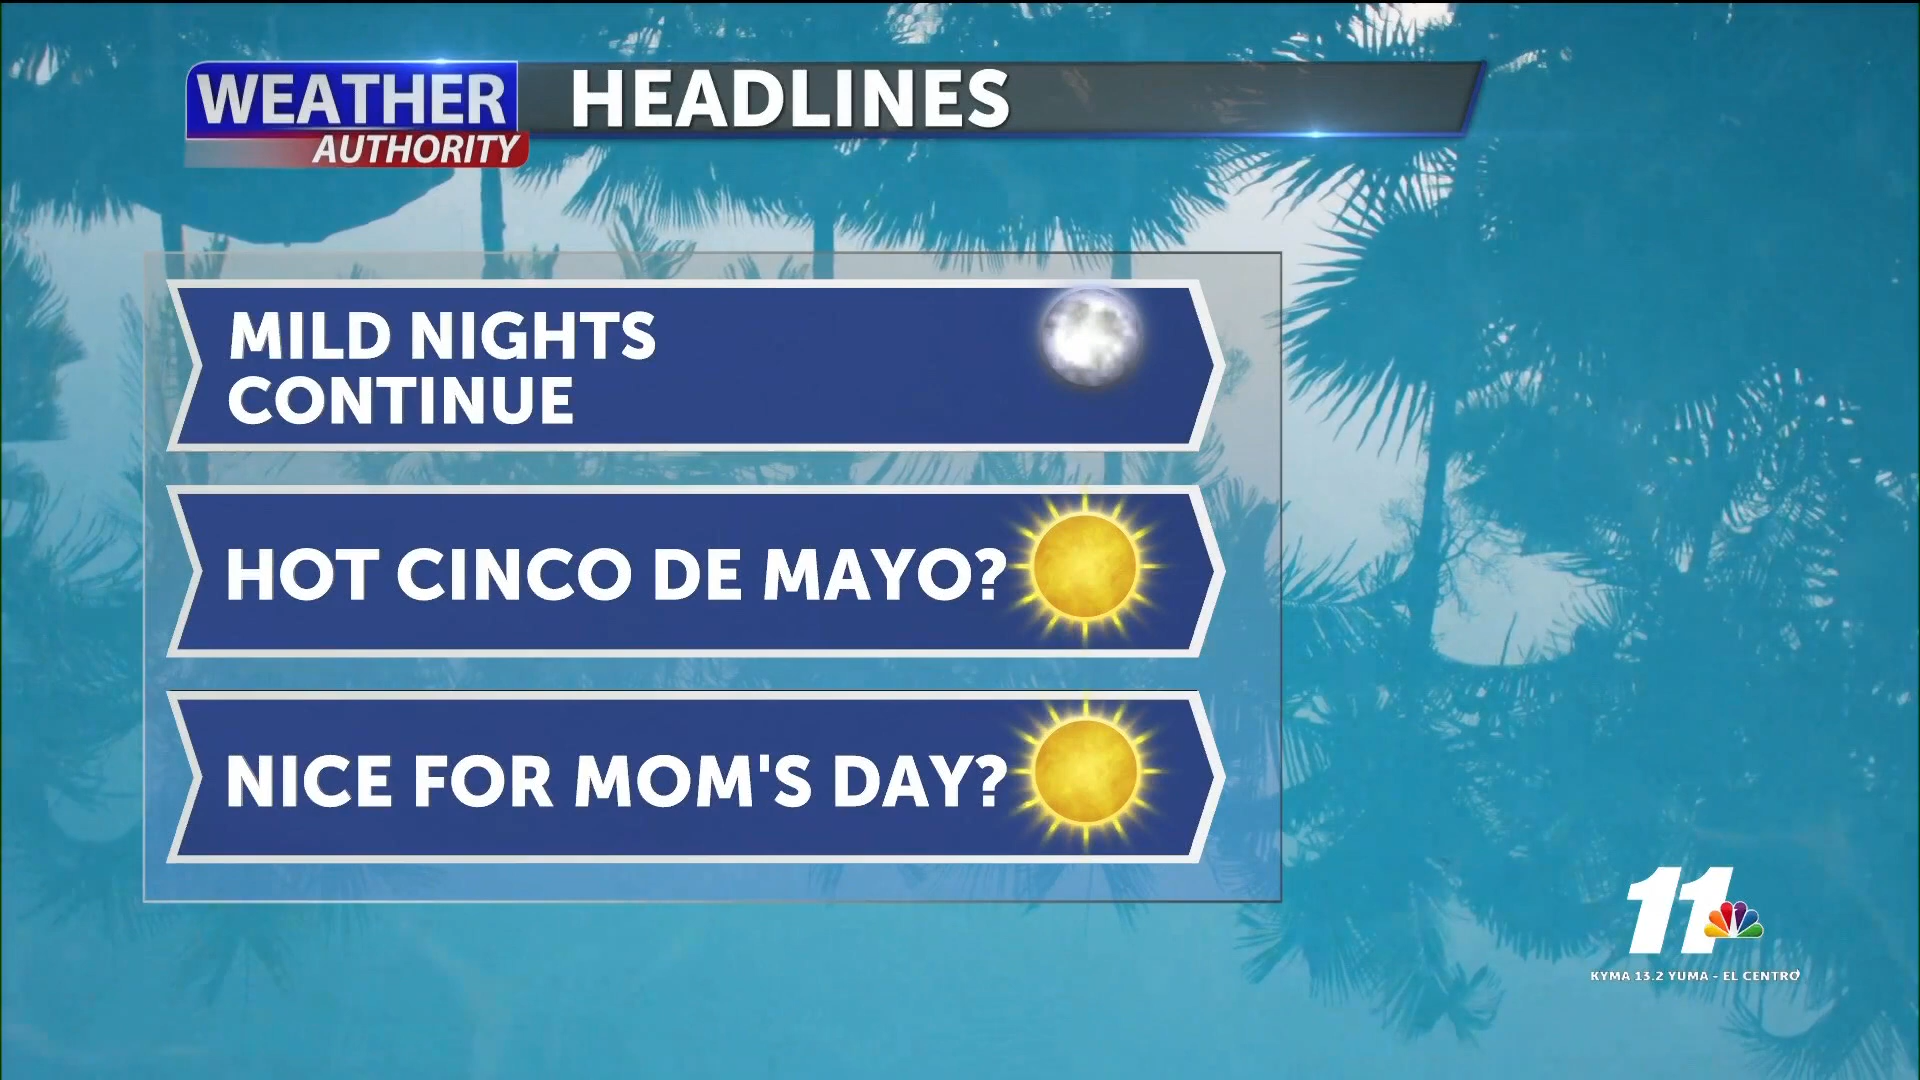 WEATHER
AUTHORITY
HEADLINES
MILD NIGHTS
CONTINUE
HOT CINCO DE MAYO?
NICE FOR MOM'S DAY?
11
KYMA 13.2 YUMA - EL CENTRO